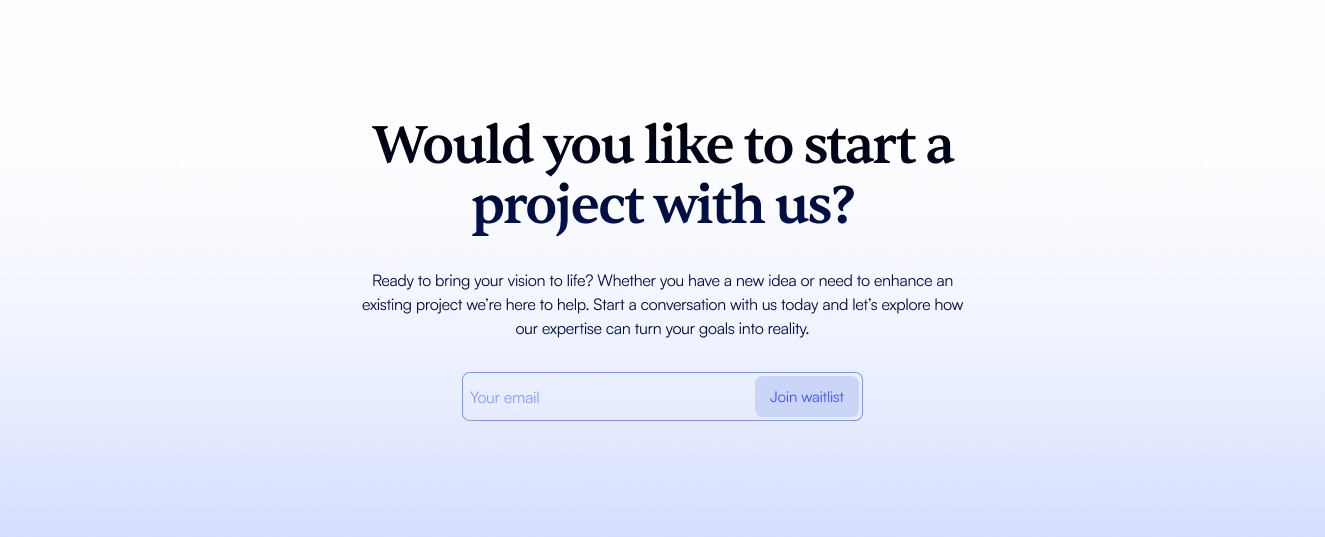 Would you like to start a
project with us?
Ready to bring your vision to life? Whether you have a new idea or need to enhance an
existing project we’re here to help. Start a conversation with us today and let’s explore how
our expertise can turn your goals into reality.
Your email
Join waitlist